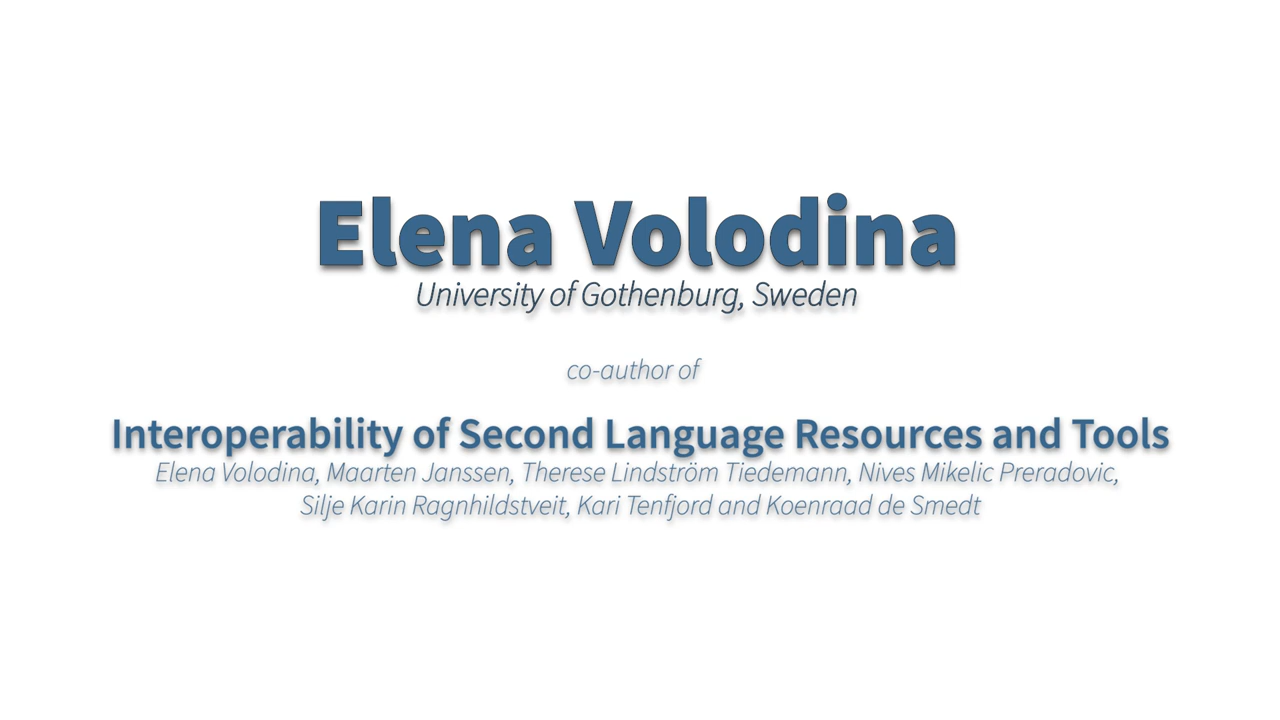 Elena Volodina
University of Gothenburg, Sweden
co-author of
Interoperability of Second Language Resources and Tools
Elena Volodina, Maarten Janssen, Therese Lindström Tiedemann, Nives Mikelic Preradovic,
Silje Karin Ragnhildstveit, Kari Tenfjord and Koenraad de Smedt